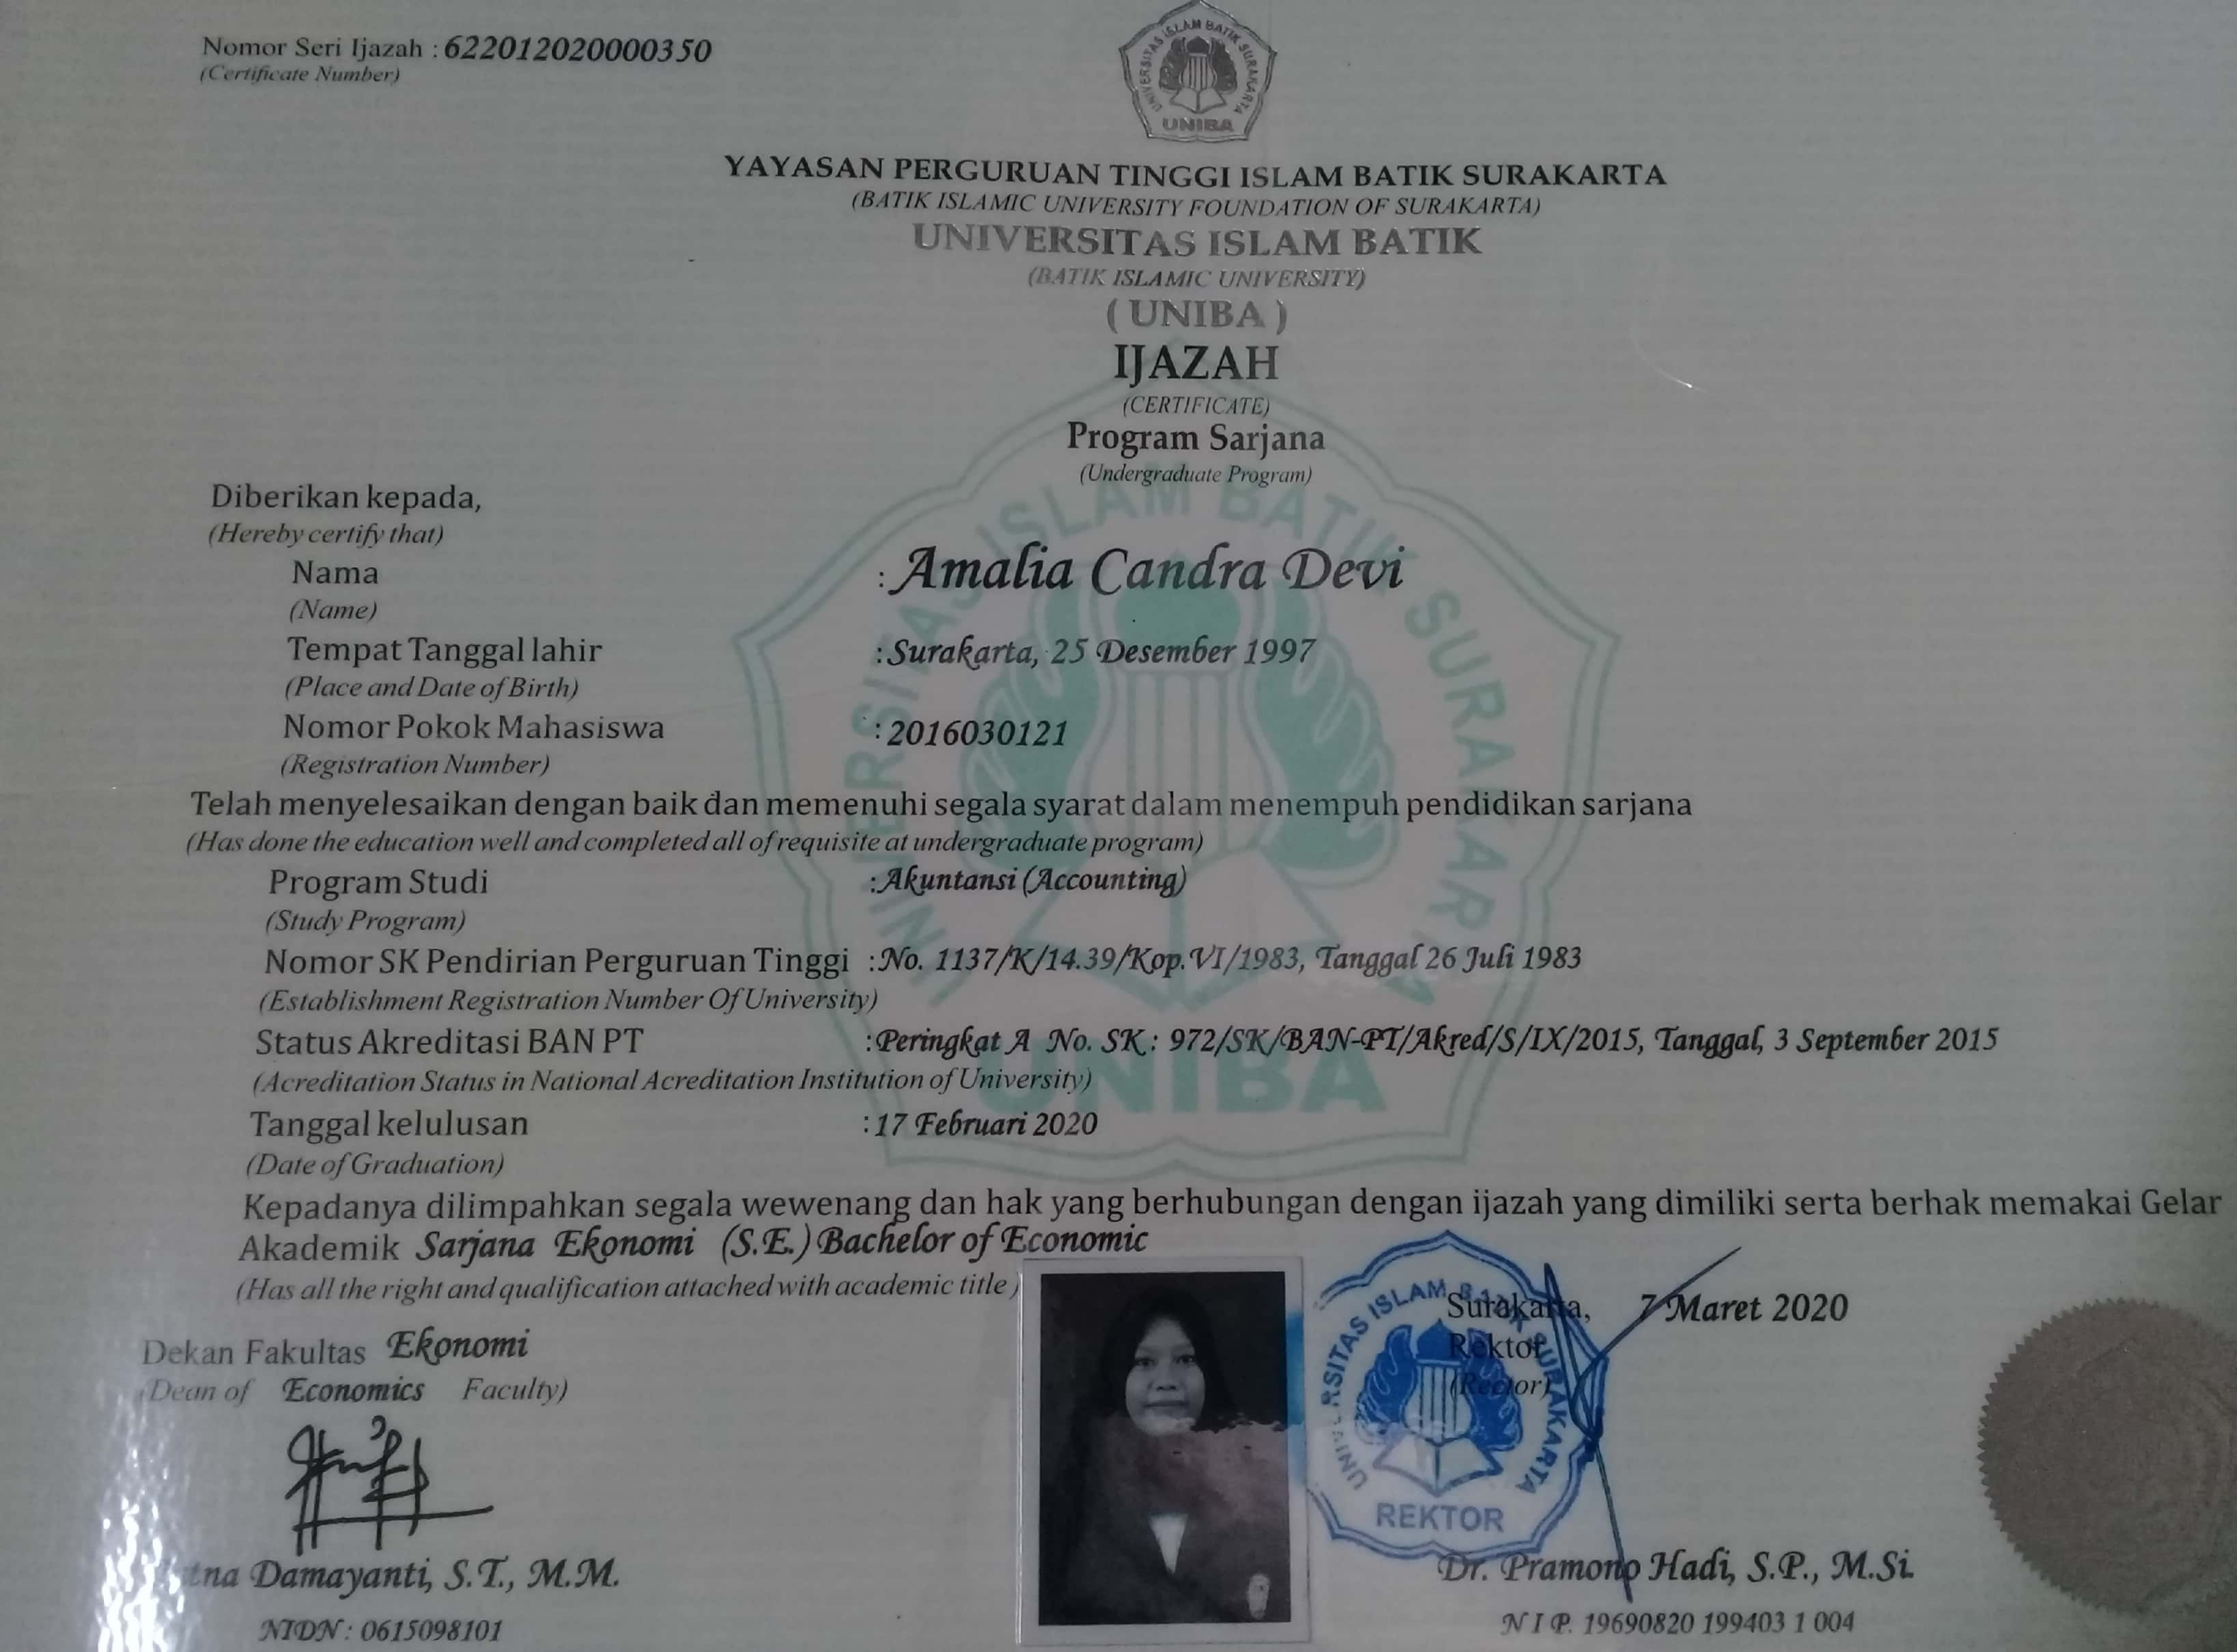 Nomor Seri Ijazah : 622012020000350
(Certificate Number)
UNIVERSITAS ISLAM BATIK SURAKARTA
UNIBA
YAYASAN PERGURUAN TINGGI ISLAM BATIK SURAKARTA
(BATIK ISLAMIC UNIVERSITY FOUNDATION OF SURAKARTA)
UNIVERSITAS ISLAM BATIK
(BATIK ISLAMIC UNIVERSITY)
( UNIBA )
IJAZAH
(CERTIFICATE)
Program Sarjana
(Undergraduate Program)
Diberikan kepada,
(Hereby certify that)
Nama : Amalia Candra Devi
(Name)
Tempat Tanggal lahir : Surakarta, 25 Desember 1997
(Place and Date of Birth)
Nomor Pokok Mahasiswa : 2016030121
(Registration Number)
Telah menyelesaikan dengan baik dan memenuhi segala syarat dalam menempuh pendidikan sarjana
(Has done the education well and completed all of requisite at undergraduate program)
Program Studi : Akuntansi (Accounting)
(Study Program)
Nomor SK Pendirian Perguruan Tinggi : No. 1137/K/14.39/Kop.VI/1983, Tanggal 26 Juli 1983
(Establishment Registration Number Of University)
Status Akreditasi BAN PT : Peringkat A No. SK : 972/SK/BAN-PT/Akred/S/IX/2015, Tanggal, 3 September 2015
(Acreditation Status in National Acreditation Institution of University)
Tanggal kelulusan : 17 Februari 2020
(Date of Graduation)
Kepadanya dilimpahkan segala wewenang dan hak yang berhubungan dengan ijazah yang dimiliki serta berhak memakai Gelar
Akademik Sarjana Ekonomi (S.E.) Bachelor of Economic
(Has all the right and qualification attached with academic title )
UNIVERSITAS ISLAM BATIK SURAKARTA
UNIBA
Dekan Fakultas Ekonomi
(Dean of Economics Faculty)
Damayanti, S.T., M.M.
NIDN : 0615098101
Surakarta, 7 Maret 2020
Rektor
(Rector)
ISLAM BATIK SURAKARTA
REKTOR
Dr. Pramono Hadi, S.P., M.Si.
N I P. 19690820 199403 1 004